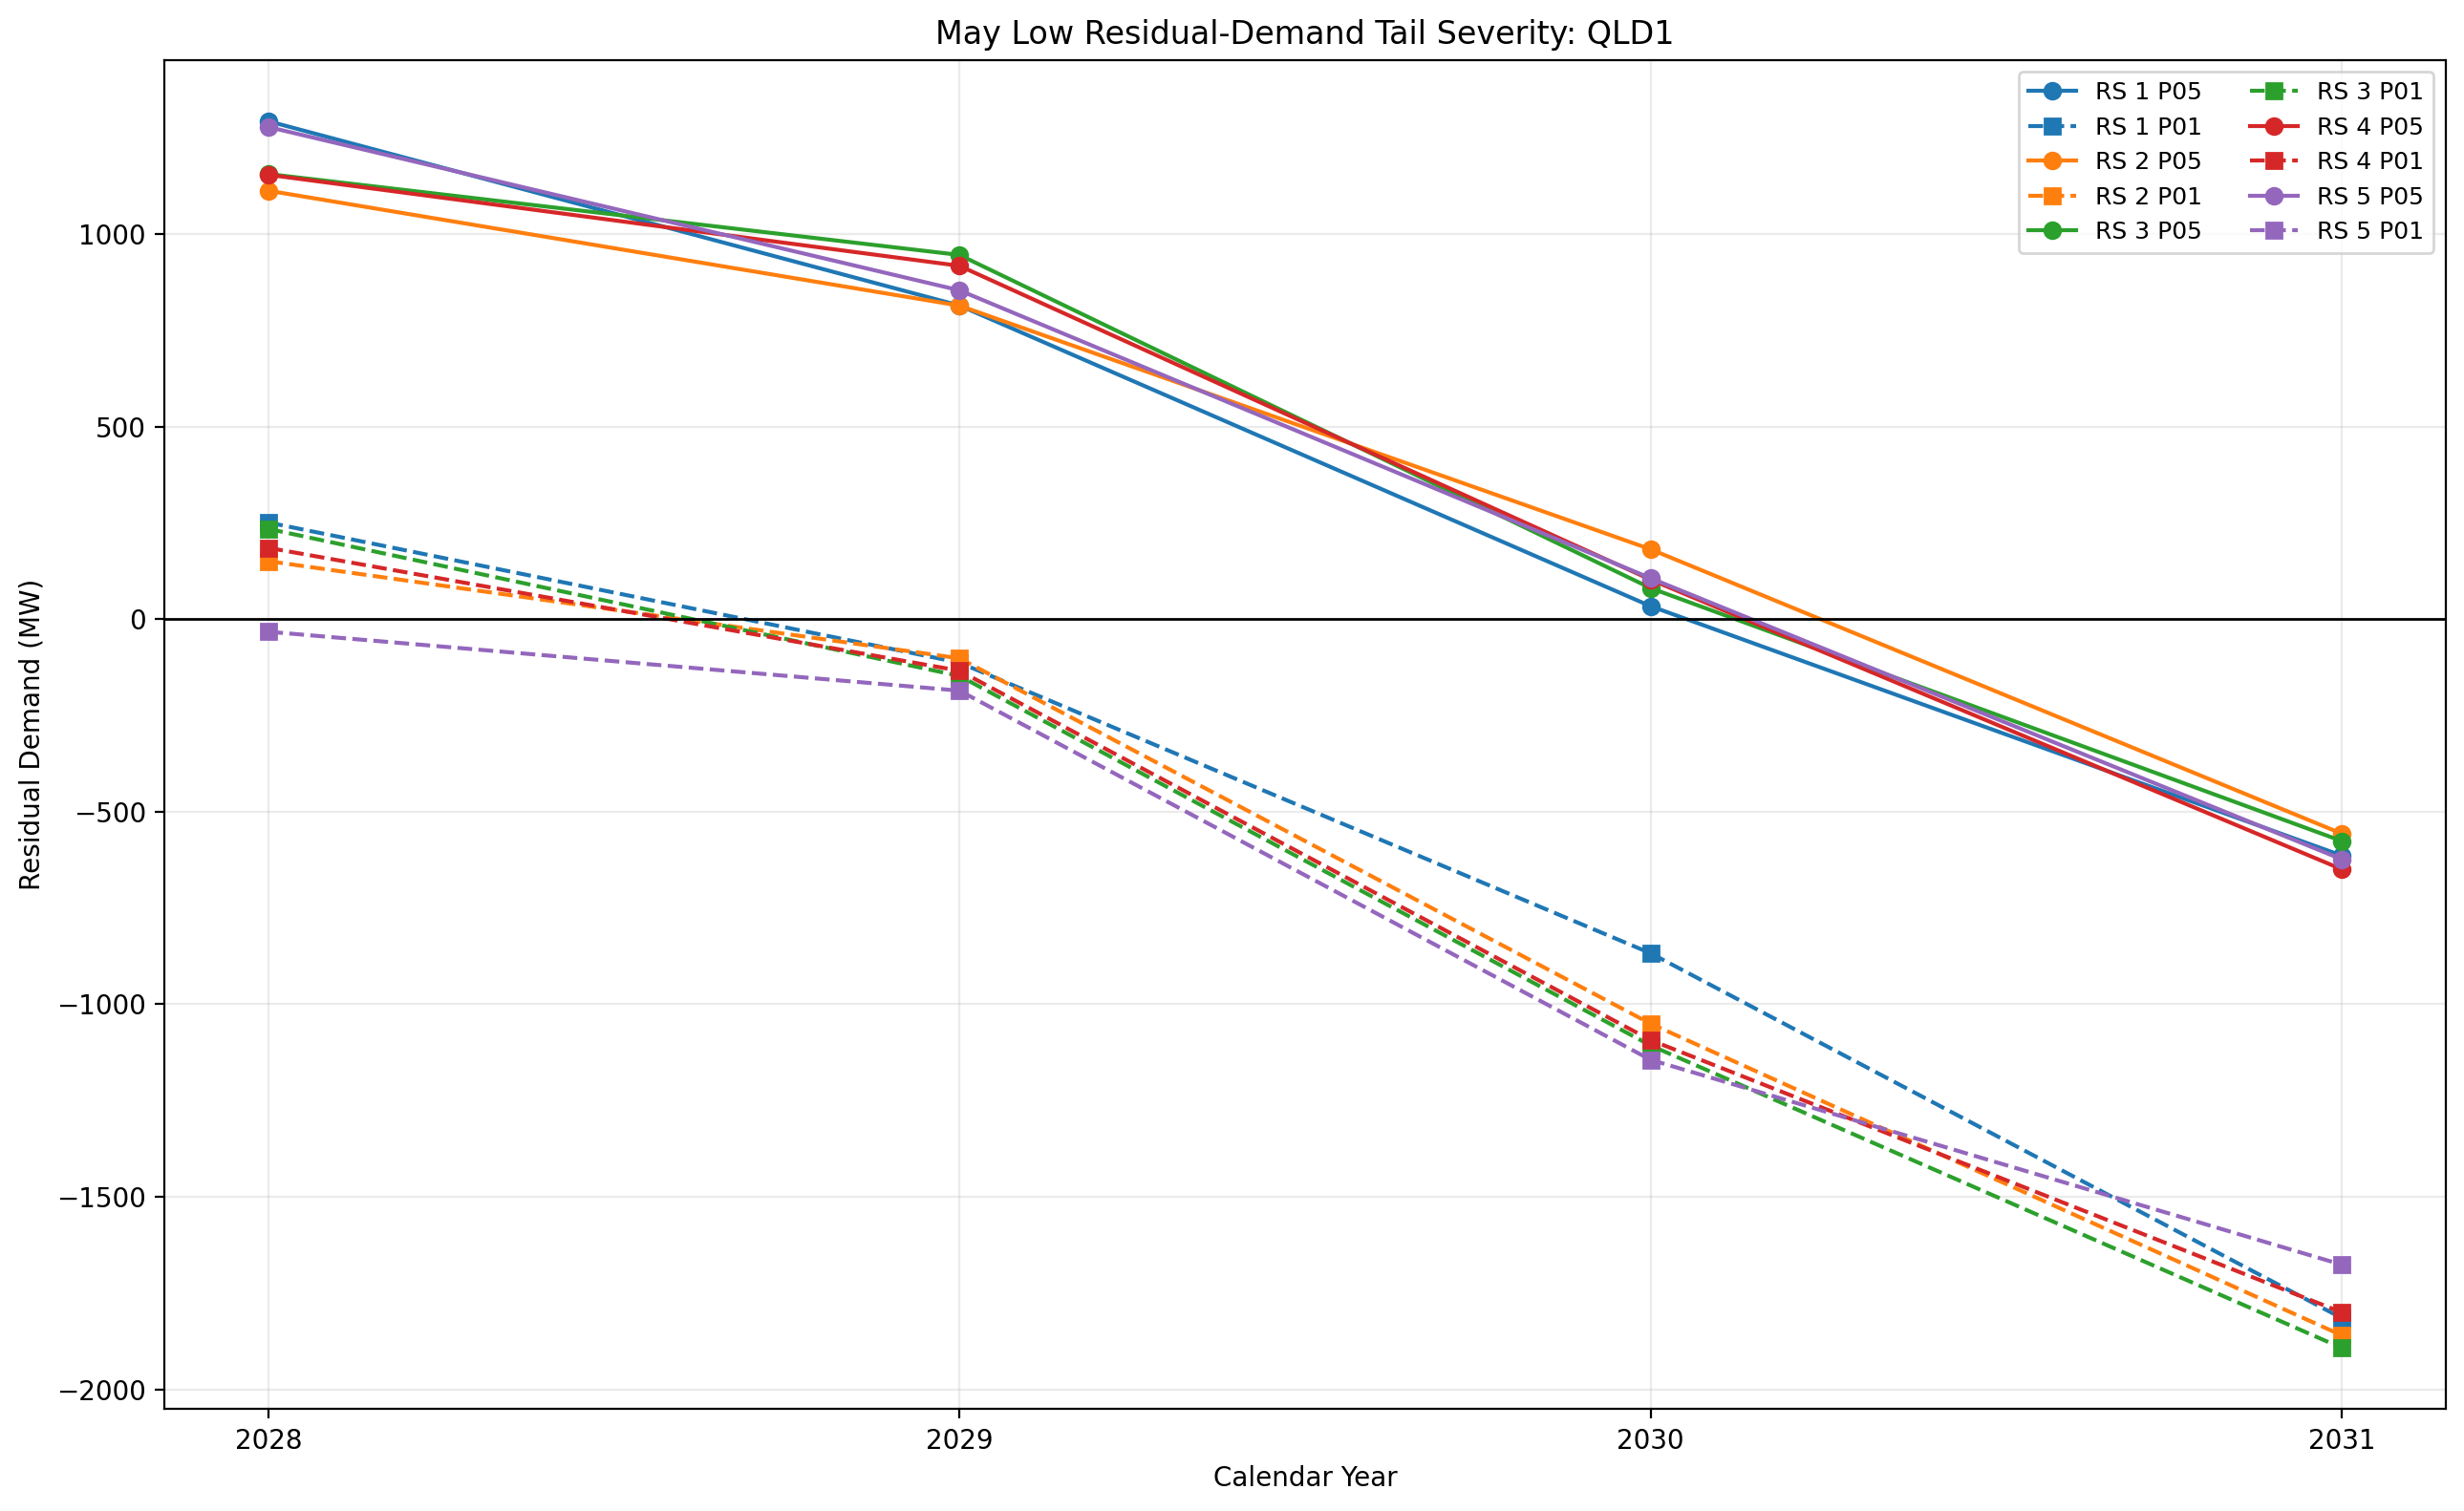 May Low Residual-Demand Tail Severity: QLD1
RS 1 P05
RS 1 P01
RS 2 P05
RS 2 P01
RS 3 P05
RS 3 P01
RS 4 P05
RS 4 P01
RS 5 P05
RS 5 P01
Residual Demand (MW)
1000
500
0
−500
−1000
−1500
−2000
2028 2029 2030 2031
Calendar Year